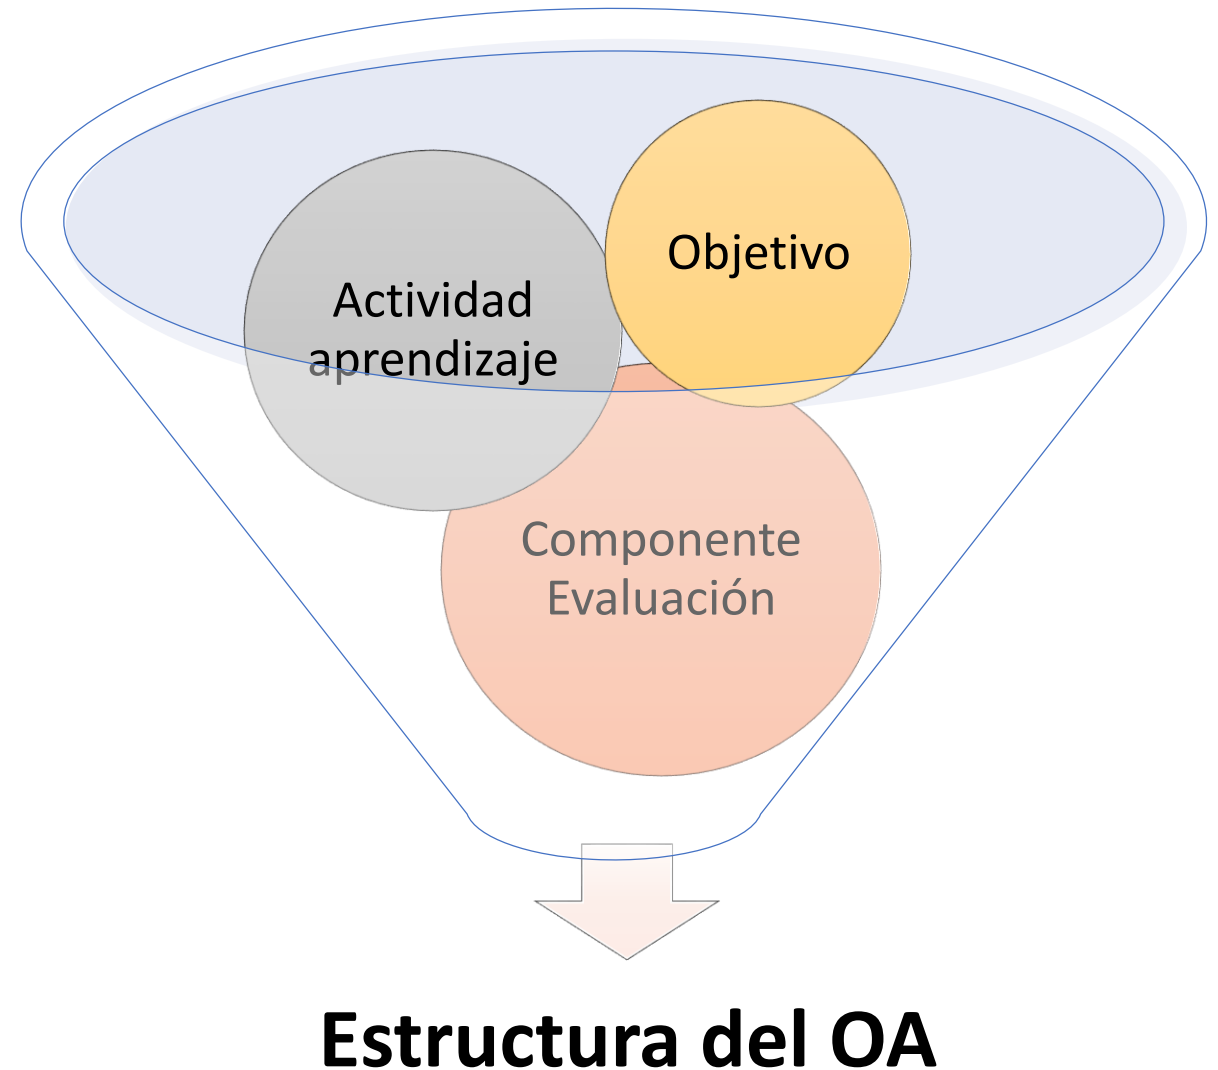 Objetivo
Actividad
aprendizaje
Componente
Evaluación
Estructura del OA